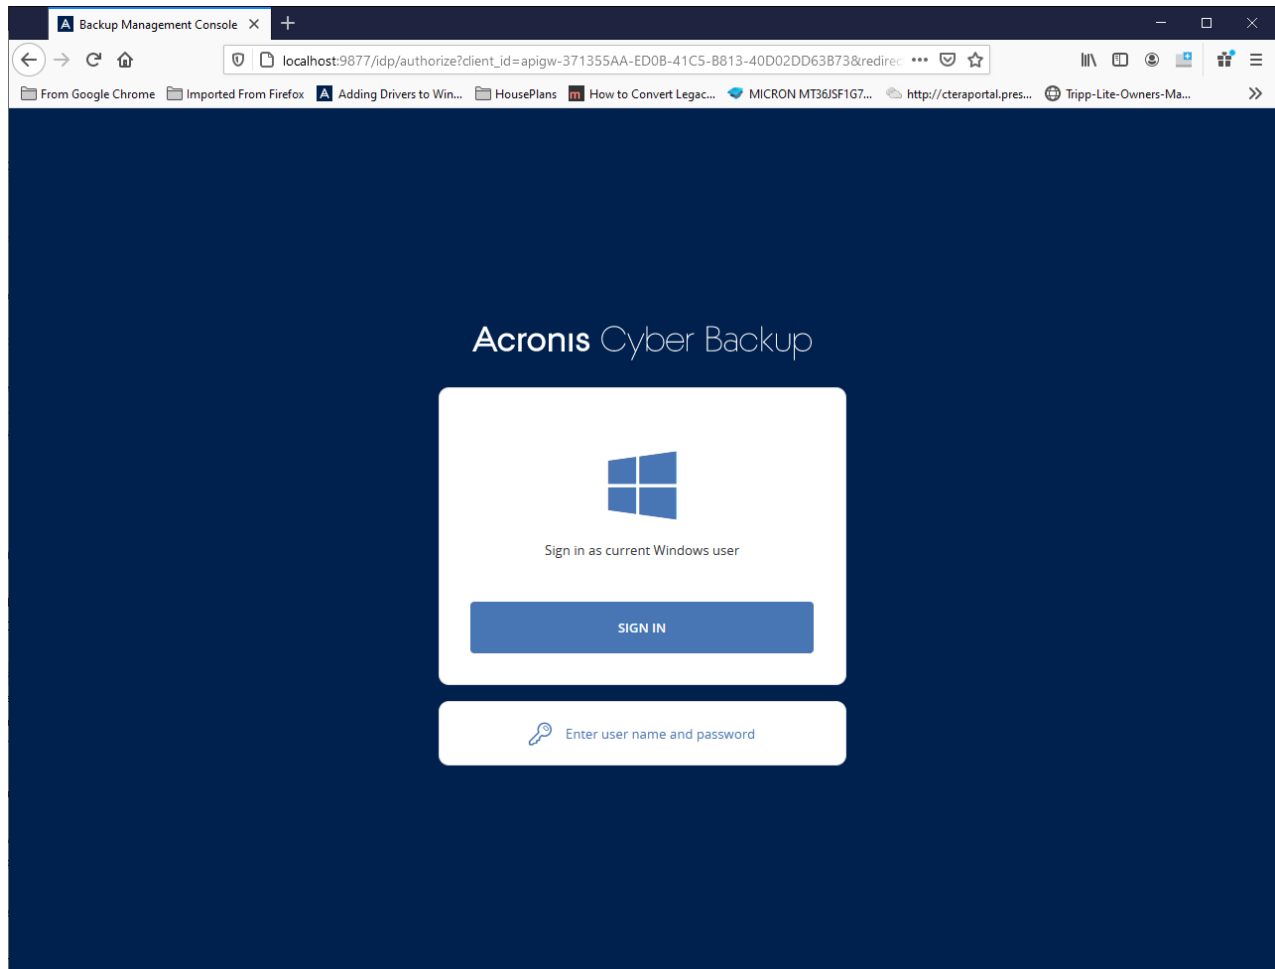 Backup Management Console
localhost:9877/idp/authorize?client_id=apigw-371355AA-ED0B-41C5-B813-40D02DD63B73&redirec
From Google Chrome Imported From Firefox Adding Drivers to Win... HousePlans How to Convert Legac... MICRON MT36JSF1G7... http://cteraportal.pres... Tripp-Lite-Owners-Ma...
Acronis Cyber Backup
Sign in as current Windows user
SIGN IN
Enter user name and password